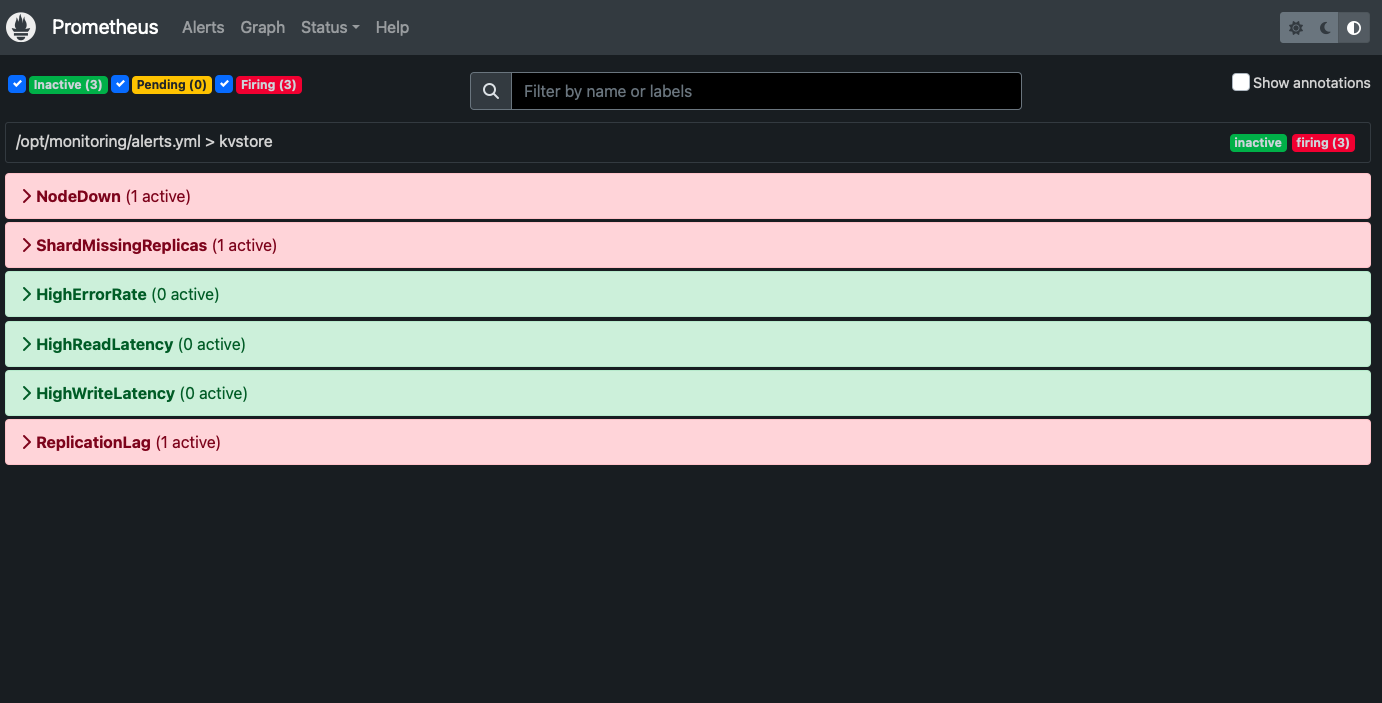 Prometheus Alerts Graph Status Help
Inactive (3) Pending (0) Firing (3) Filter by name or labels Show annotations
/opt/monitoring/alerts.yml > kvstore inactive firing (3)
NodeDown (1 active)
ShardMissingReplicas (1 active)
HighErrorRate (0 active)
HighReadLatency (0 active)
HighWriteLatency (0 active)
ReplicationLag (1 active)